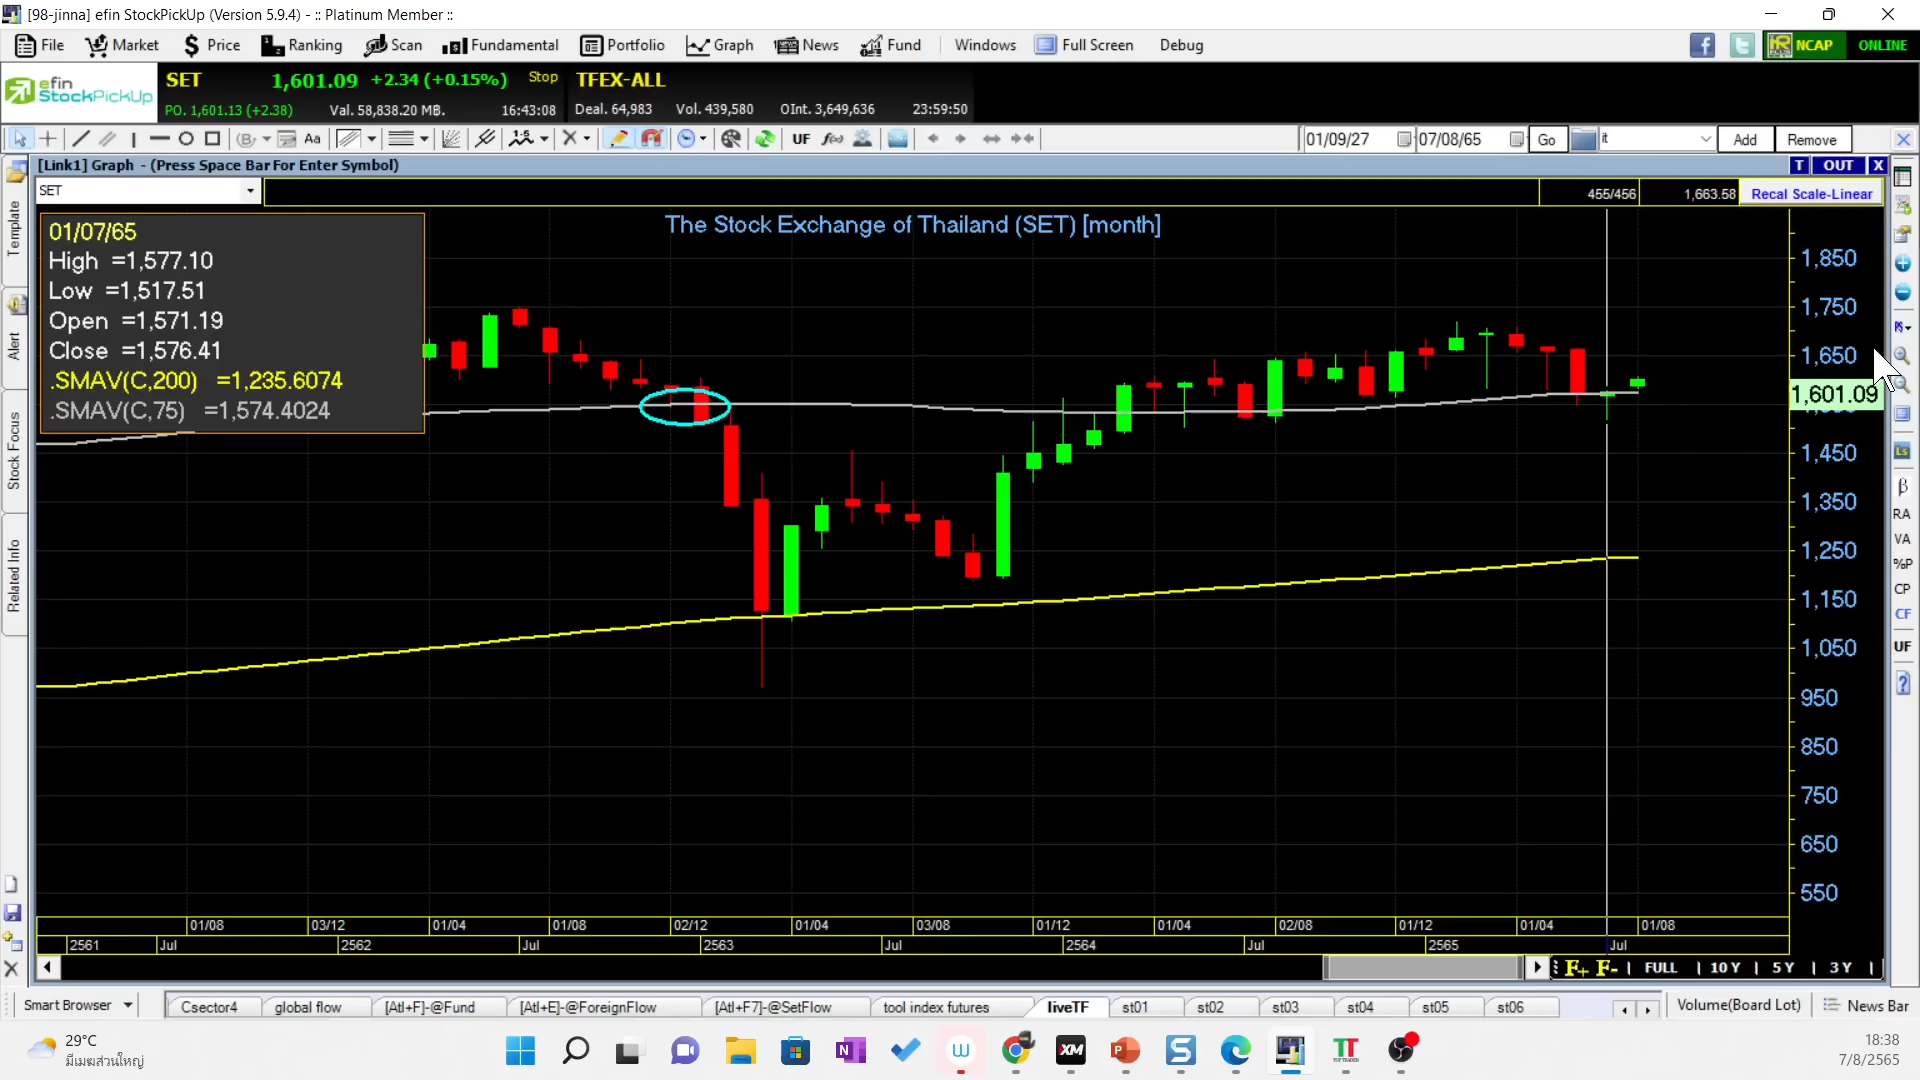 [98-jinna] efin StockPickUp (Version 5.9.4) - :: Platinum Member ::
File Market Price Ranking Scan Fundamental Portfolio Graph News Fund Windows Full Screen Debug NCAP ONLINE
efin StockPickUp
SET 1,601.09 +2.34 (+0.15%) Stop TFEX-ALL
PO. 1,601.13 (+2.38) Val. 58,838.20 MB. 16:43:08 Deal. 64,983 Vol. 439,580 OInt. 3,649,636 23:59:50
Aa UF f(x) 01/09/27 07/08/65 Go it Add Remove
[Link1] Graph - (Press Space Bar For Enter Symbol) T OUT X
SET 455/456 1,663.58 Recal Scale-Linear
The Stock Exchange of Thailand (SET) [month]
01/07/65
High =1,577.10
Low =1,517.51
Open =1,571.19
Close =1,576.41
.SMAV(C,200) =1,235.6074
.SMAV(C,75) =1,574.4024
Template
Alert
Stock Focus
Related Info
1,850
1,750
1,650
1,601.09
1,450
1,350
1,250
1,150
1,050
950
850
750
650
550
Ls
β
RA
VA
%P
CP
CF
UF
?
01/08 03/12 01/04 01/08 02/12 01/04 03/08 01/12 01/04 02/08 01/12 01/04 01/08
2561 Jul 2562 Jul 2563 Jul 2564 Jul 2565 Jul
F+ F- | FULL | 10 Y | 5 Y | 3 Y |
Smart Browser Csector4 global flow [Atl+F]-@Fund [Atl+E]-@ForeignFlow [Atl+F7]-@SetFlow tool index futures liveTF st01 st02 st03 st04 st05 st06 Volume(Board Lot) News Bar
29°C
มีเมฆส่วนใหญ่
XM
18:38
7/8/2565